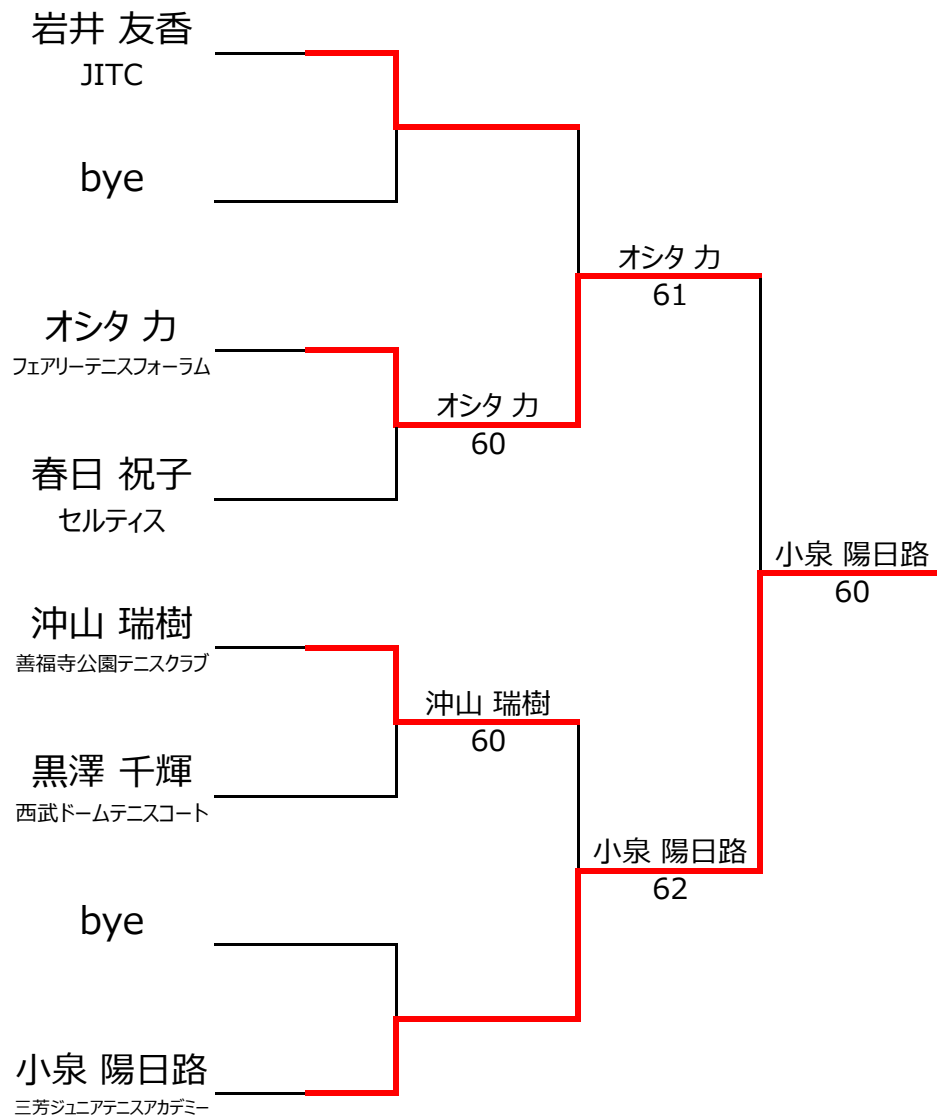 岩井 友香
JITC
bye
オシタ 力
フェアリーテニスフォーラム
春日 祝子
セルティス
沖山 瑞樹
善福寺公園テニスクラブ
黒澤 千輝
西武ドームテニスコート
bye
小泉 陽日路
三芳ジュニアテニスアカデミー
オシタ 力
60
沖山 瑞樹
60
オシタ 力
61
小泉 陽日路
62
小泉 陽日路
60